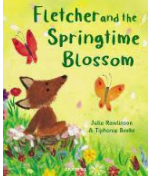 Fletcher and the
Springtime
Blossom
Julia Rawlinson
& Tiphanie Beeke